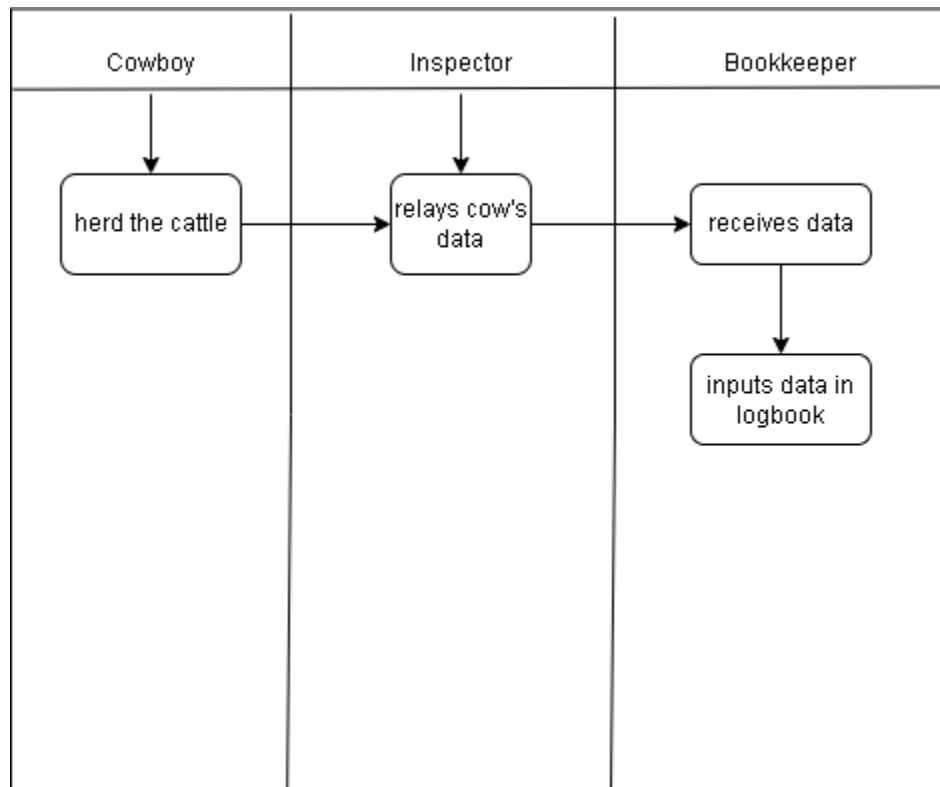 Cowboy
Inspector
Bookkeeper
herd the cattle
relays cow's
data
receives data
inputs data in
logbook